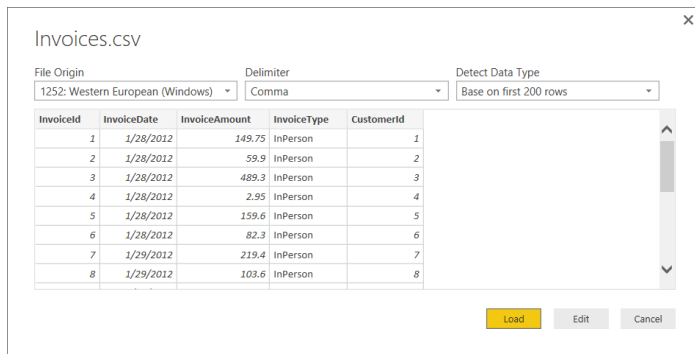 Invoices.csv
File Origin Delimiter Detect Data Type
1252: Western European (Windows) Comma Base on first 200 rows
InvoiceId InvoiceDate InvoiceAmount InvoiceType CustomerId
1 1/28/2012 149.75 InPerson 1
2 1/28/2012 59.9 InPerson 2
3 1/28/2012 489.3 InPerson 3
4 1/28/2012 2.95 InPerson 4
5 1/28/2012 159.6 InPerson 5
6 1/28/2012 82.3 InPerson 6
7 1/29/2012 219.4 InPerson 7
8 1/29/2012 103.6 InPerson 8
Load Edit Cancel